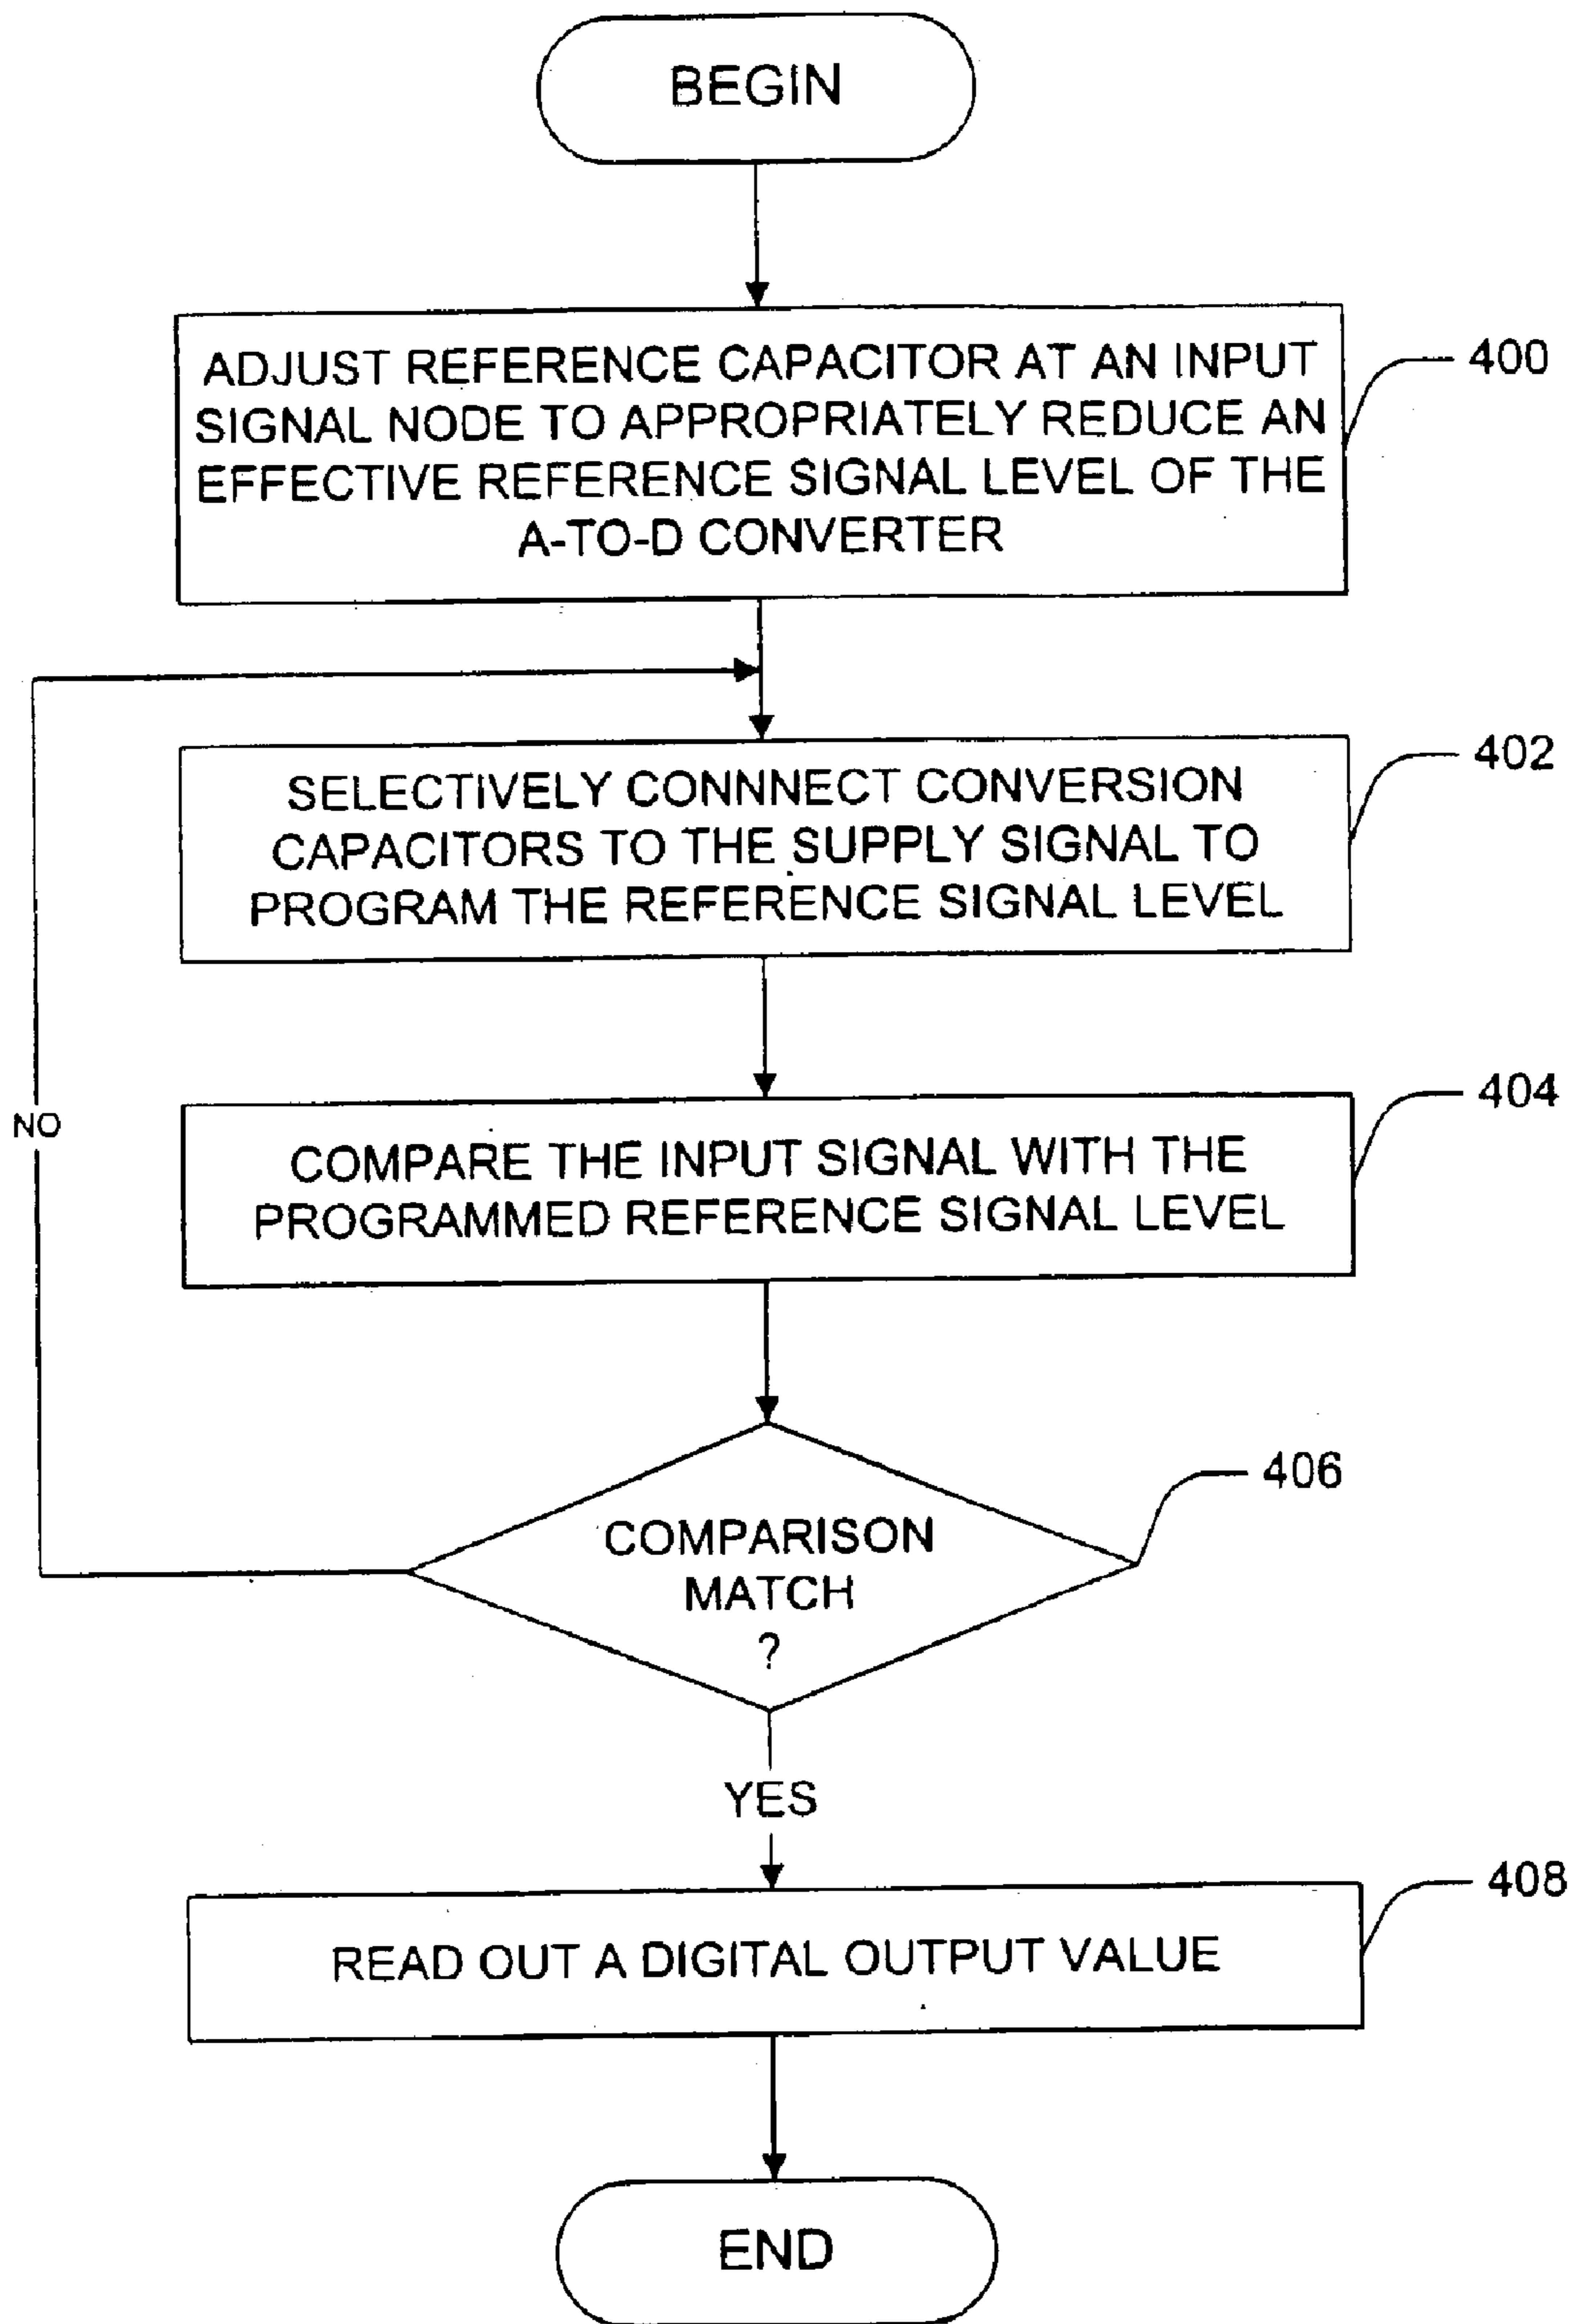 BEGIN
ADJUST REFERENCE CAPACITOR AT AN INPUT
SIGNAL NODE TO APPROPRIATELY REDUCE AN
EFFECTIVE REFERENCE SIGNAL LEVEL OF THE
A-TO-D CONVERTER
400
SELECTIVELY CONNNECT CONVERSION
CAPACITORS TO THE SUPPLY SIGNAL TO
PROGRAM THE REFERENCE SIGNAL LEVEL
402
COMPARE THE INPUT SIGNAL WITH THE
PROGRAMMED REFERENCE SIGNAL LEVEL
404
NO
COMPARISON
MATCH
?
406
YES
READ OUT A DIGITAL OUTPUT VALUE
408
END